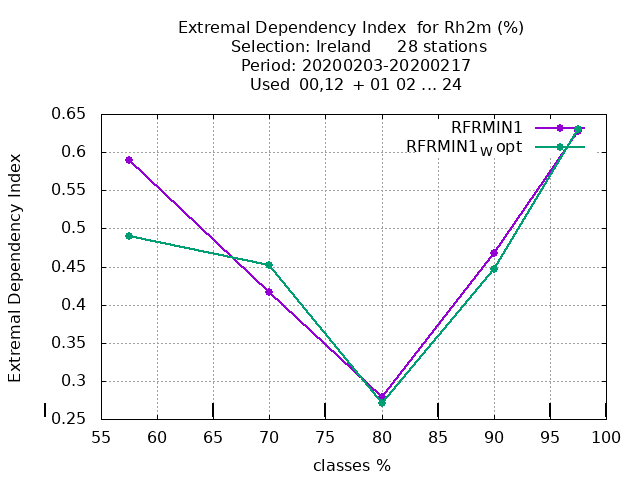 Extremal Dependency Index  for Rh2m (%)
Selection: Ireland     28 stations
Period: 20200203-20200217
Used  00,12  + 01 02 ... 24
RFRMIN1
RFRMIN1W opt
Extremal Dependency Index
0.65
0.6
0.55
0.5
0.45
0.4
0.35
0.3
0.25
55 60 65 70 75 80 85 90 95 100
classes %